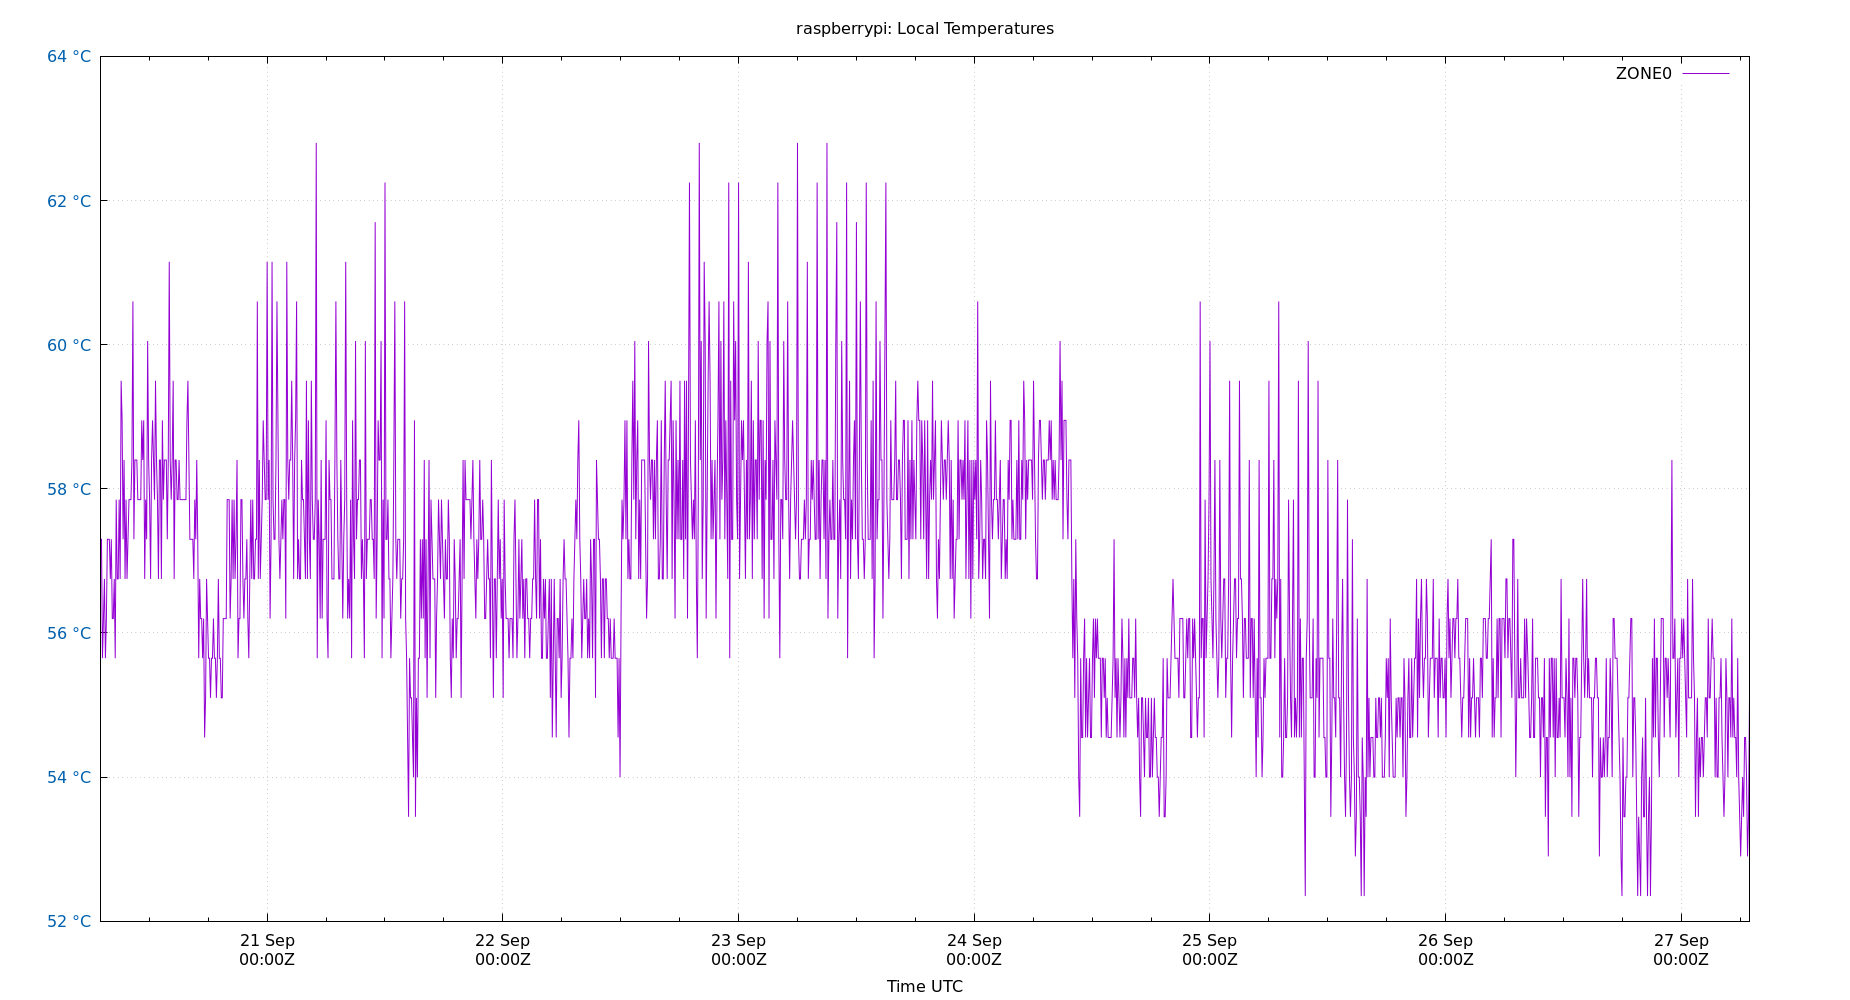 raspberrypi: Local Temperatures
64 °C
ZONE0
62 °C
60 °C
58 °C
56 °C
54 °C
52 °C
21 Sep 22 Sep 23 Sep 24 Sep 25 Sep 26 Sep 27 Sep
00:00Z 00:00Z 00:00Z 00:00Z 00:00Z 00:00Z 00:00Z
Time UTC